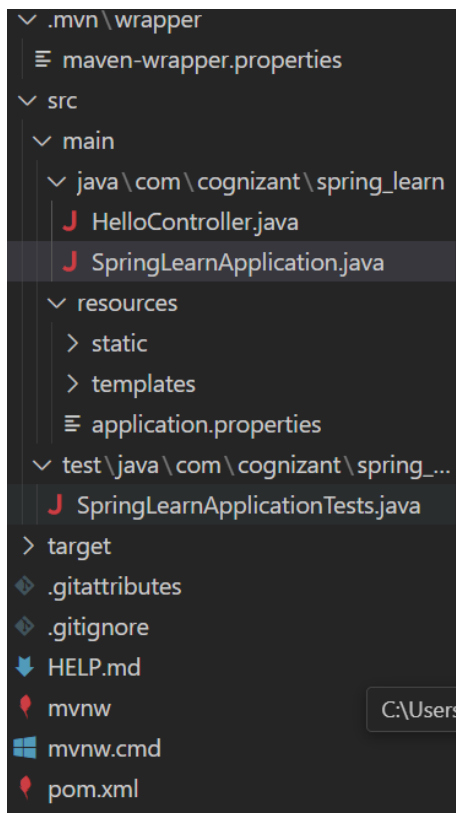 .mvn\wrapper
maven-wrapper.properties
src
main
java\com\cognizant\spring_learn
HelloController.java
SpringLearnApplication.java
resources
static
templates
application.properties
test\java\com\cognizant\spring_...
SpringLearnApplicationTests.java
target
.gitattributes
.gitignore
HELP.md
mvnw
C:\Users
mvnw.cmd
pom.xml